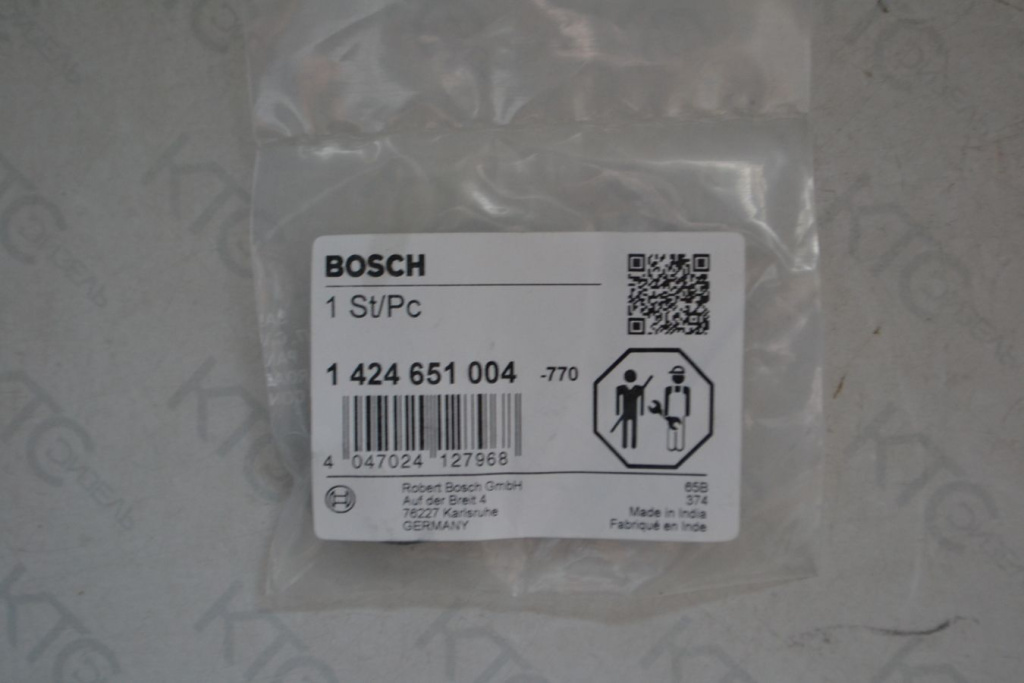 BOSCH
1 St/Pc
1 424 651 004 -770
4 047024 127968
Robert Bosch GmbH
Auf der Breit 4
76227 Karlsruhe
GERMANY
65B
374
Made in India
Fabriqué en Inde